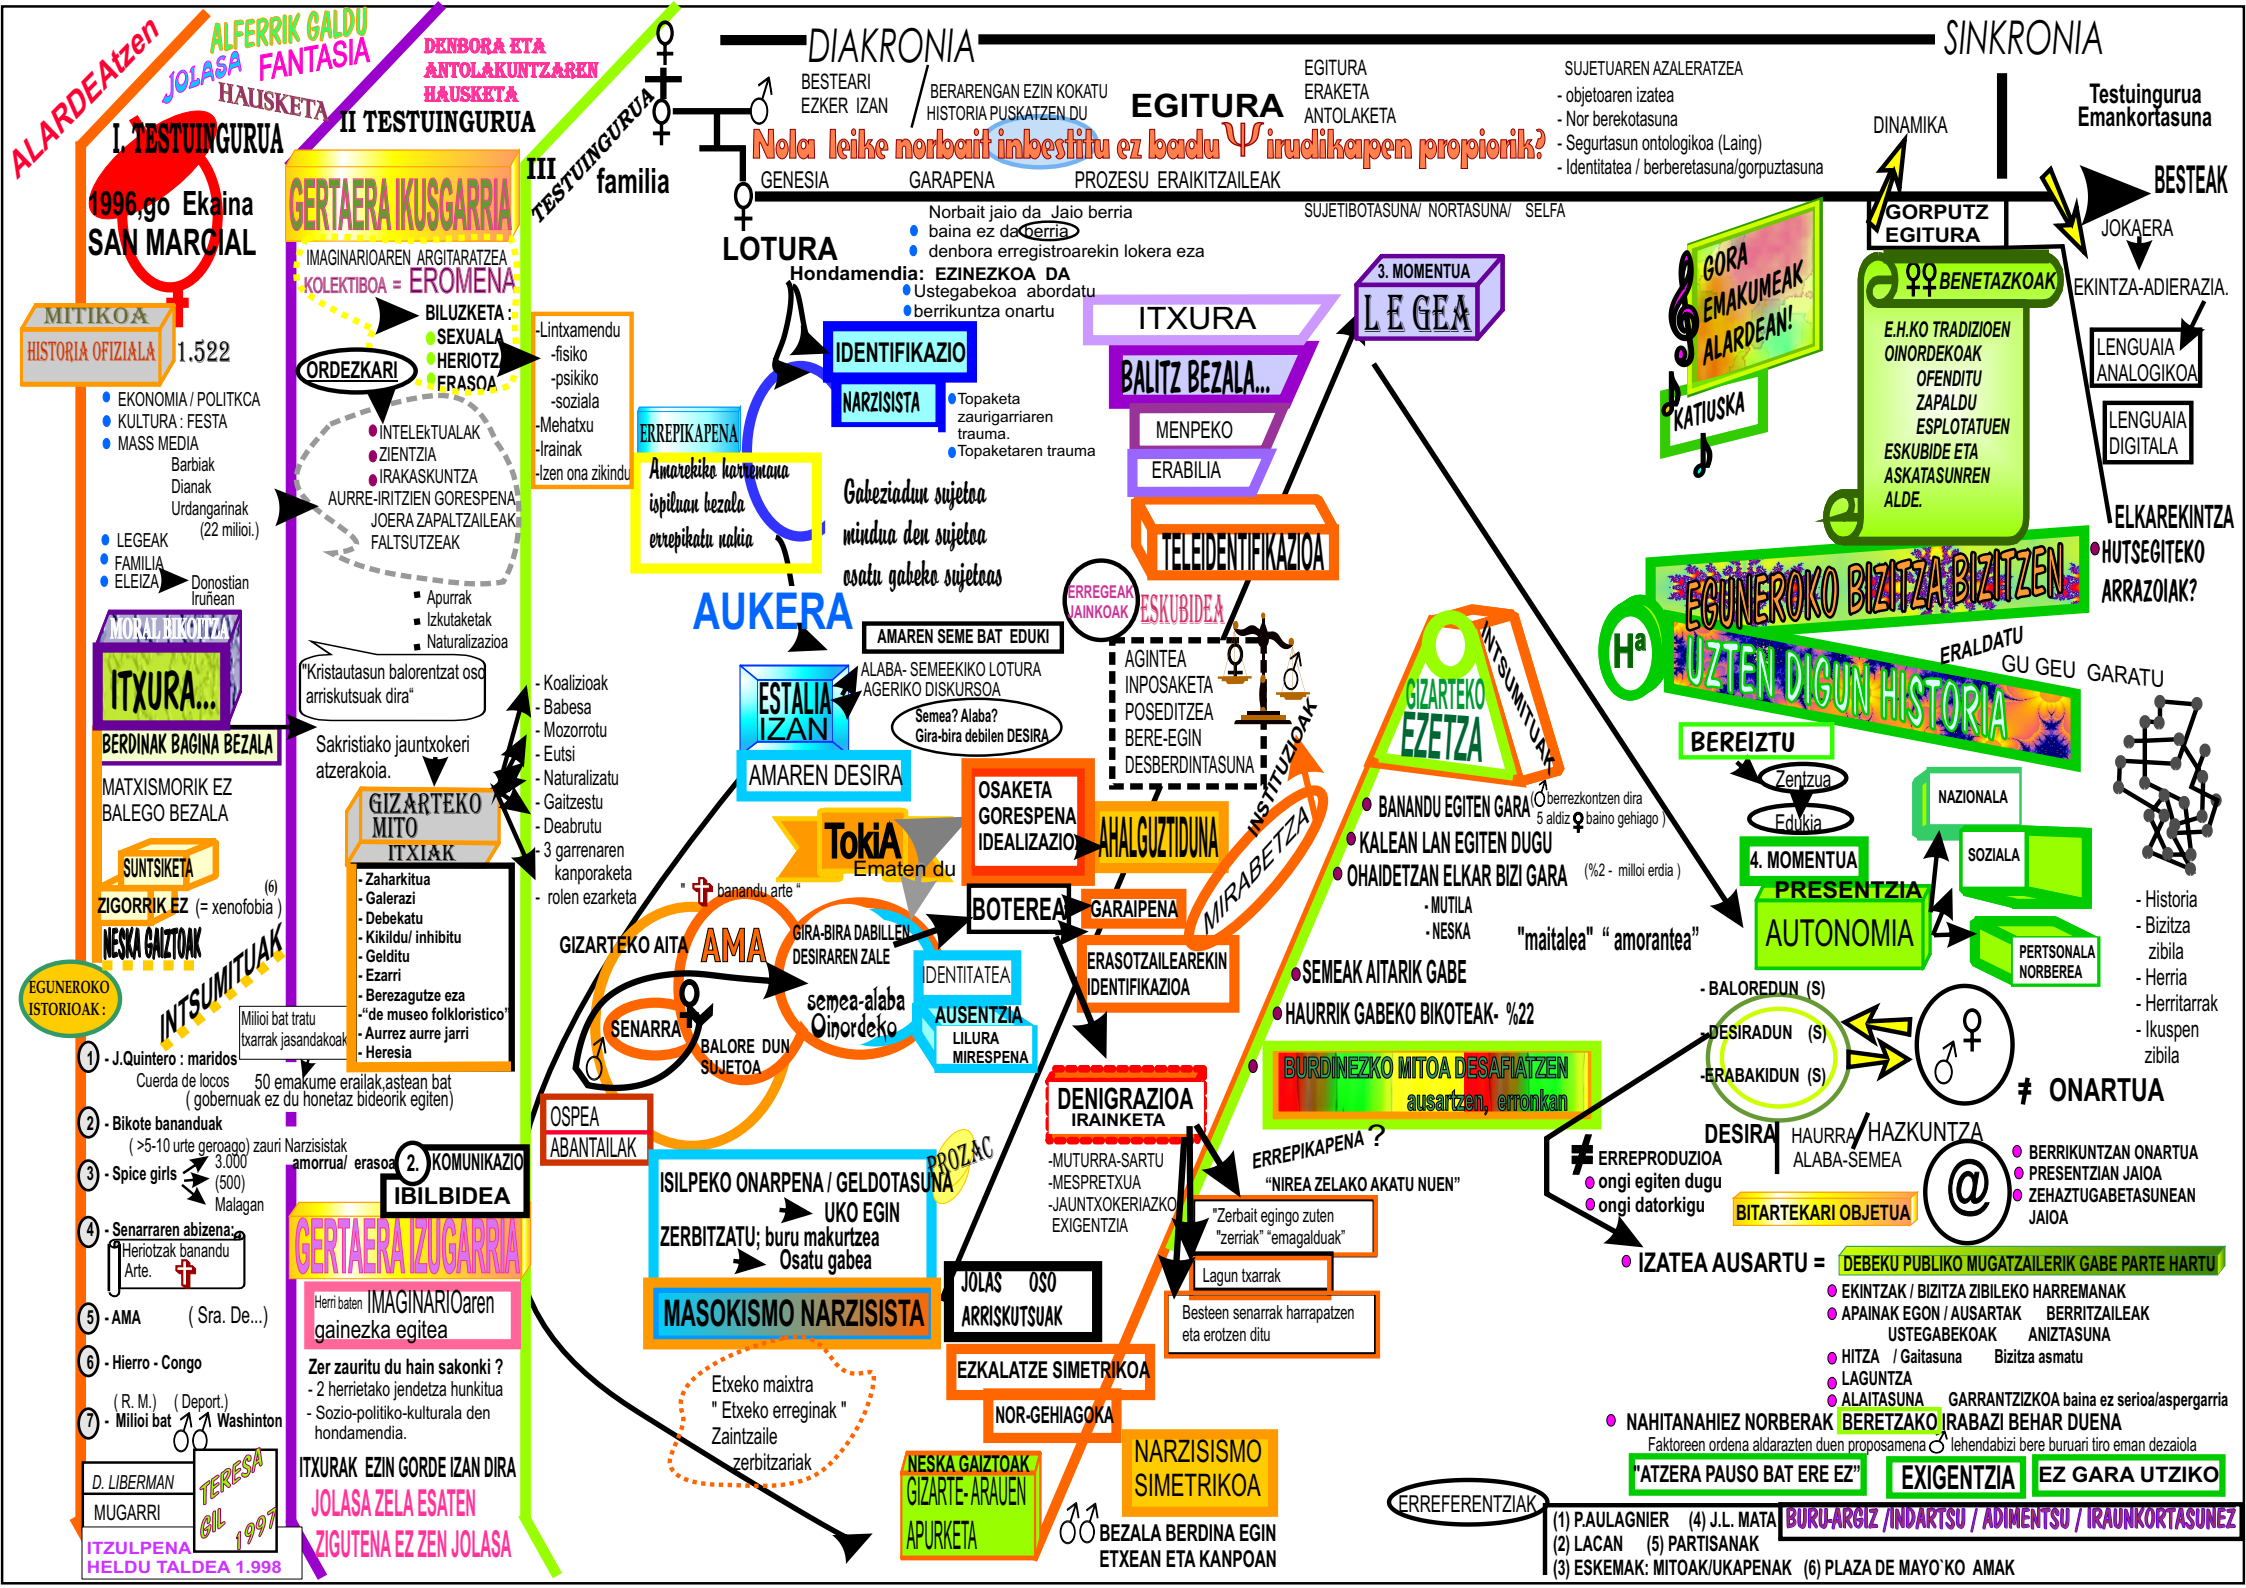 ALARDEAtzen
ALFERRIK GALDU
JOLASA FANTASIA
HAUSKETA
I. TESTUINGURUA
1996,go Ekaina
SAN MARCIAL
MITIKOA
HISTORIA OFIZIALA 1.522
EKONOMIA / POLITKCA
KULTURA : FESTA
MASS MEDIA
Barbiak
Dianak
Urdangarinak
(22 milioi.)
LEGEAK
FAMILIA
ELEIZA
Donostian
Iruñean
MORAL BIKOITZA
ITXURA...
BERDINAK BAGINA BEZALA
MATXISMORIK EZ
BALEGO BEZALA
SUNTSIKETA
(6)
ZIGORRIK EZ (= xenofobia )
NESKA GAIZTOAK
INTSUMITUAK
EGUNEROKO
ISTORIOAK :
1 - J.Quintero : maridos
Cuerda de locos
50 emakume erailak,astean bat
( gobernuak ez du honetaz bideorik egiten)
2 - Bikote bananduak
( >5-10 urte geroago) zauri Narzisistak
amorrua/ erasoa
3 - Spice girls
3.000
(500)
Malagan
4 - Senarraren abizena:
Heriotzak banandu
Arte.
5 - AMA ( Sra. De...)
6 - Hierro - Congo
( R. M.) ( Deport.)
7 - Milioi bat ♂♂ Washinton
D. LIBERMAN
MUGARRI
TERESA
GIL
1997
ITZULPENA
HELDU TALDEA 1.998
DENBORA ETA
ANTOLAKUNTZAREN
HAUSKETA
II TESTUINGURUA
GERTAERA IKUSGARRIA
IMAGINARIOAREN ARGITARATZEA
KOLEKTIBOA = EROMENA
BILUZKETA :
SEXUALA
HERIOTZ
ERASOA
ORDEZKARI
INTELEKTUALAK
ZIENTZIA
IRAKASKUNTZA
AURRE-IRITZIEN GORESPENA
JOERA ZAPALTZAILEAK
FALTSUTZEAK
Apurrak
Izkutaketak
Naturalizazioa
"Kristautasun balorentzat oso
arriskutsuak dira“
Sakristiako jauntxokeri
atzerakoia.
GIZARTEKO
MITO
ITXIAK
- Zaharkitua
- Galerazi
- Debekatu
- Kikildu/ inhibitu
- Gelditu
- Ezarri
- Berezagutze eza
-“de museo folkloristico”
- Aurrez aurre jarri
- Heresia
Milioi bat tratu
txarrak jasandakoak
2. KOMUNIKAZIO
IBILBIDEA
GERTAERA IZUGARRIA
Herri baten IMAGINARIOaren
gainezka egitea
Zer zauritu du hain sakonki ?
- 2 herrietako jendetza hunkitua
- Sozio-politiko-kulturala den
hondamendia.
ITXURAK EZIN GORDE IZAN DIRA
JOLASA ZELA ESATEN
ZIGUTENA EZ ZEN JOLASA
III
TESTUINGURUA
familia
-Lintxamendu
-fisiko
-psikiko
-soziala
-Mehatxu
-Irainak
-Izen ona zikindu
- Koalizioak
- Babesa
- Mozorrotu
- Eutsi
- Naturalizatu
- Gaitzestu
- Deabrutu
- 3 garrenaren
kanporaketa
- rolen ezarketa
DIAKRONIA
SINKRONIA
BESTEARI
EZKER IZAN
BERARENGAN EZIN KOKATU
HISTORIA PUSKATZEN DU
EGITURA
EGITURA
ERAKETA
ANTOLAKETA
SUJETUAREN AZALERATZEA
- objetoaren izatea
- Nor berekotasuna
- Segurtasun ontologikoa (Laing)
- Identitatea / berberetasuna/gorpuztasuna
Nola leike norbait inbestitu ez badu Ψ irudikapen propiorik?
GENESIA GARAPENA PROZESU ERAIKITZAILEAK
SUJETIBOTASUNA/ NORTASUNA/ SELFA
DINAMIKA
Testuingurua
Emankortasuna
BESTEAK
LOTURA
Norbait jaio da Jaio berria
baina ez da berria
denbora erregistroarekin lokera eza
Hondamendia: EZINEZKOA DA
Ustegabekoa abordatu
berrikuntza onartu
IDENTIFIKAZIO
NARZISISTA
Topaketa
zaurigarriaren
trauma.
Topaketaren trauma
ERREPIKAPENA
Amarekiko harremana
ispiluan bezala
errepikatu nahia
Gabeziadun sujetoa
mindua den sujetoa
osatu gabeko sujetoas
AUKERA
AMAREN SEME BAT EDUKI
ALABA- SEMEEKIKO LOTURA
AGERIKO DISKURSOA
ESTALIA
IZAN
Semea? Alaba?
Gira-bira debilen DESIRA
AMAREN DESIRA
TokiA
Ematen du
OSAKETA
GORESPENA
IDEALIZAZIO
AHALGUZTIDUNA
BOTEREA
GARAIPENA
ERASOTZAILEAREKIN
IDENTIFIKAZIOA
MIRABETZA
INSTITUZIOAK
" ✝ banandu arte “
GIZARTEKO AITA
AMA
GIRA-BIRA DABILLEN
DESIRAREN ZALE
semea-alaba
Oinordeko
SENARRA
BALORE DUN
SUJETOA
IDENTITATEA
AUSENTZIA
LILURA
MIRESPENA
OSPEA
ABANTAILAK
ISILPEKO ONARPENA / GELDOTASUNA
UKO EGIN
ZERBITZATU; buru makurtzea
Osatu gabea
PROZAC
MASOKISMO NARZISISTA
Etxeko maixtra
" Etxeko erreginak "
Zaintzaile
zerbitzariak
ITXURA
BALITZ BEZALA...
MENPEKO
ERABILIA
TELEIDENTIFIKAZIOA
3. MOMENTUA
LEGEA
ERREGEAK
JAINKOAK
ESKUBIDEA
AGINTEA
INPOSAKETA
POSEDITZEA
BERE-EGIN
DESBERDINTASUNA
DENIGRAZIOA
IRAINKETA
-MUTURRA-SARTU
-MESPRETXUA
-JAUNTXOKERIAZKO
EXIGENTZIA
ERREPIKAPENA ?
“NIREA ZELAKO AKATU NUEN”
"Zerbait egingo zuten
"zerriak” “emagalduak”
Lagun txarrak
Besteen senarrak harrapatzen
eta erotzen ditu
JOLAS OSO
ARRISKUTSUAK
EZKALATZE SIMETRIKOA
NOR-GEHIAGOKA
NESKA GAIZTOAK
GIZARTE- ARAUEN
APURKETA
NARZISISMO
SIMETRIKOA
♂♂ BEZALA BERDINA EGIN
ETXEAN ETA KANPOAN
GIZARTEKO
EZETZA
INTSUMITUAK
BANANDU EGITEN GARA (♂ berrezkontzen dira
5 aldiz ♀ baino gehiago )
KALEAN LAN EGITEN DUGU
OHAIDETZAN ELKAR BIZI GARA (%2 - milloi erdia )
- MUTILA
- NESKA
"maitalea" “ amorantea”
SEMEAK AITARIK GABE
HAURRIK GABEKO BIKOTEAK- %22
BURDINEZKO MITOA DESAFIATZEN
ausartzen, erronkan
GORA
EMAKUMEAK
ALARDEAN!
KATIUSKA
GORPUTZ
EGITURA
♀♀ BENETAZKOAK
E.H.KO TRADIZIOEN
OINORDEKOAK
OFENDITU
ZAPALDU
ESPLOTATUEN
ESKUBIDE ETA
ASKATASUNREN
ALDE.
JOKAERA
EKINTZA-ADIERAZIA.
LENGUAIA
ANALOGIKOA
LENGUAIA
DIGITALA
ELKAREKINTZA
HUTSEGITEKO
ARRAZOIAK?
EGUNEROKO BIZITZA BIZITZEN
Hª
UZTEN DIGUN HISTORIA
ERALDATU
GU GEU GARATU
BEREIZTU
Zentzua
Edukia
4. MOMENTUA
PRESENTZIA
AUTONOMIA
NAZIONALA
SOZIALA
PERTSONALA
NORBEREA
- Historia
- Bizitza
zibila
- Herria
- Herritarrak
- Ikuspen
zibila
- BALOREDUN (S)
- DESIRADUN (S)
-ERABAKIDUN (S)
≠ ONARTUA
DESIRA
HAURRA
ALABA-SEMEA
HAZKUNTZA
≠ ERREPRODUZIOA
ongi egiten dugu
ongi datorkigu
BITARTEKARI OBJETUA
@
BERRIKUNTZAN ONARTUA
PRESENTZIAN JAIOA
ZEHAZTUGABETASUNEAN
JAIOA
IZATEA AUSARTU =
DEBEKU PUBLIKO MUGATZAILERIK GABE PARTE HARTU
EKINTZAK / BIZITZA ZIBILEKO HARREMANAK
APAINAK EGON / AUSARTAK BERRITZAILEAK
USTEGABEKOAK ANIZTASUNA
HITZA / Gaitasuna Bizitza asmatu
LAGUNTZA
ALAITASUNA GARRANTZIZKOA baina ez serioa/aspergarria
NAHITANAHIEZ NORBERAK BERETZAKO IRABAZI BEHAR DUENA
Faktoreen ordena aldarazten duen proposamena ♂ lehendabizi bere buruari tiro eman dezaiola
"ATZERA PAUSO BAT ERE EZ”
EXIGENTZIA
EZ GARA UTZIKO
ERREFERENTZIAK
(1) P.AULAGNIER (4) J.L. MATA
(2) LACAN (5) PARTISANAK
(3) ESKEMAK: MITOAK/UKAPENAK (6) PLAZA DE MAYO`KO AMAK
BURU-ARGIZ /INDARTSU / ADIMENTSU / IRAUNKORTASUNEZ